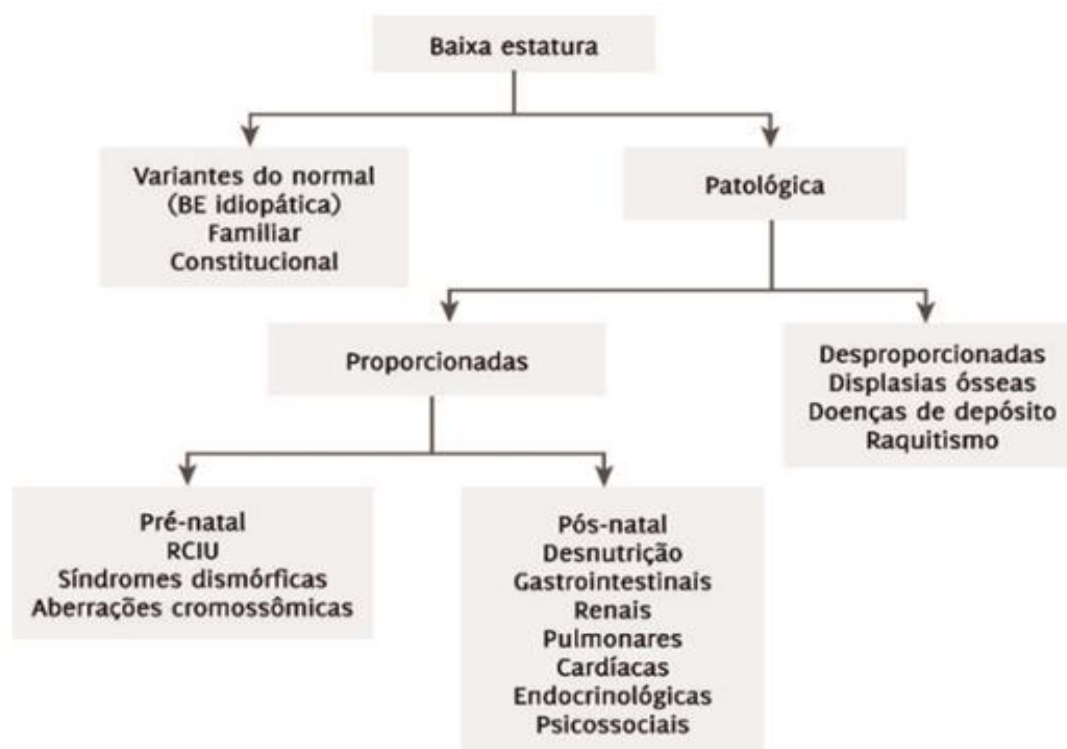 Baixa estatura
Variantes do normal
(BE idiopática)
Familiar
Constitucional
Patológica
Proporcionadas
Desproporcionadas
Displasias ósseas
Doenças de depósito
Raquitismo
Pré-natal
RCIU
Síndromes dismórficas
Aberrações cromossômicas
Pós-natal
Desnutrição
Gastrointestinais
Renais
Pulmonares
Cardíacas
Endocrinológicas
Psicossociais